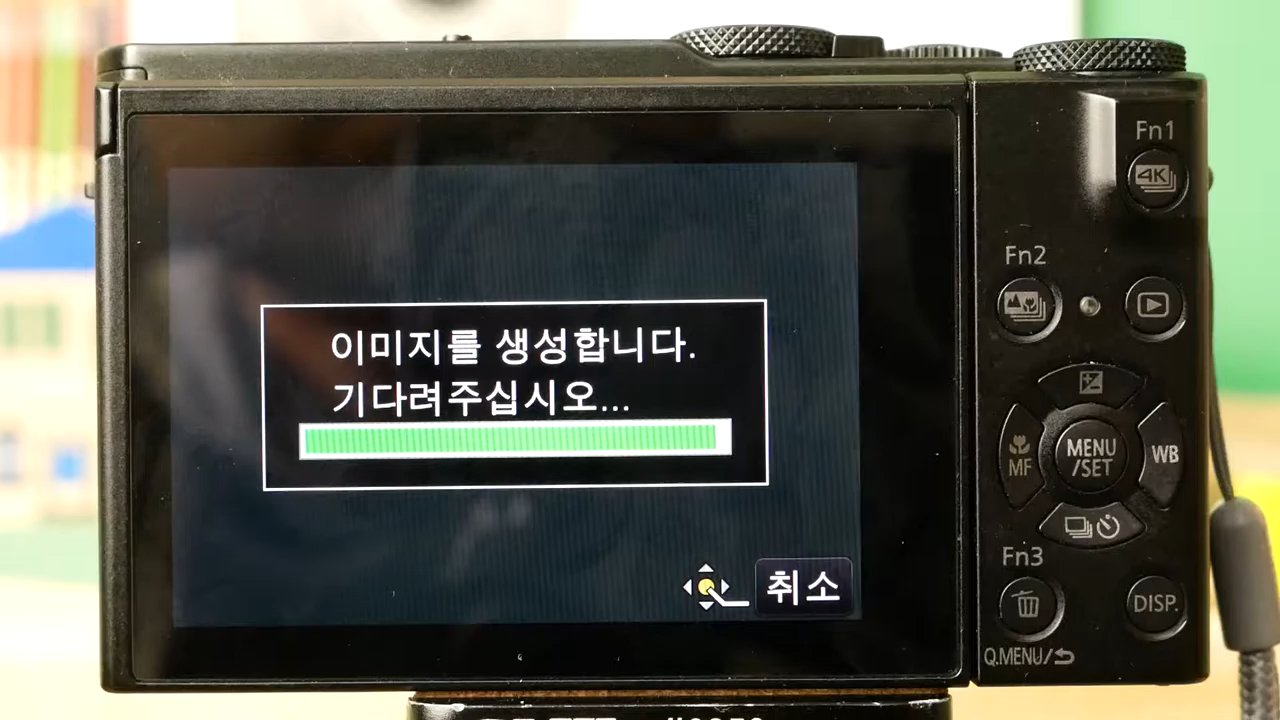 Fn1
4K
Fn2
이미지를 생성합니다.
기다려주십시오...
MF
MENU
/SET
WB
Fn3
취소
DISP.
Q.MENU/